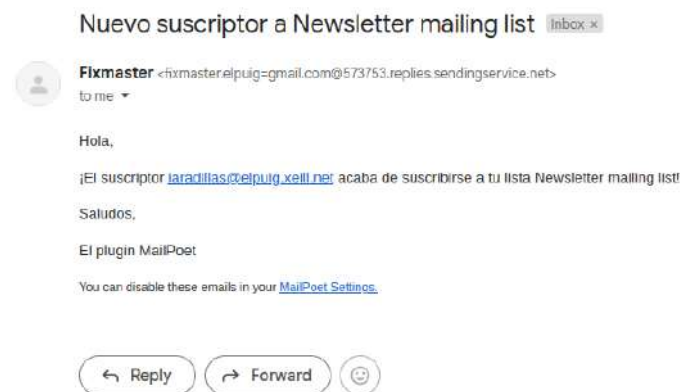 Nuevo suscriptor a Newsletter mailing list Inbox ×
Fixmaster <fixmaster.elpuig=gmail.com@573753.replies.sendingservice.net>
to me
Hola,
¡El suscriptor iaradillas@elpuig.xeill.net acaba de suscribirse a tu lista Newsletter mailing list!
Saludos,
El plugin MailPoet
You can disable these emails in your MailPoet Settings.
Reply Forward